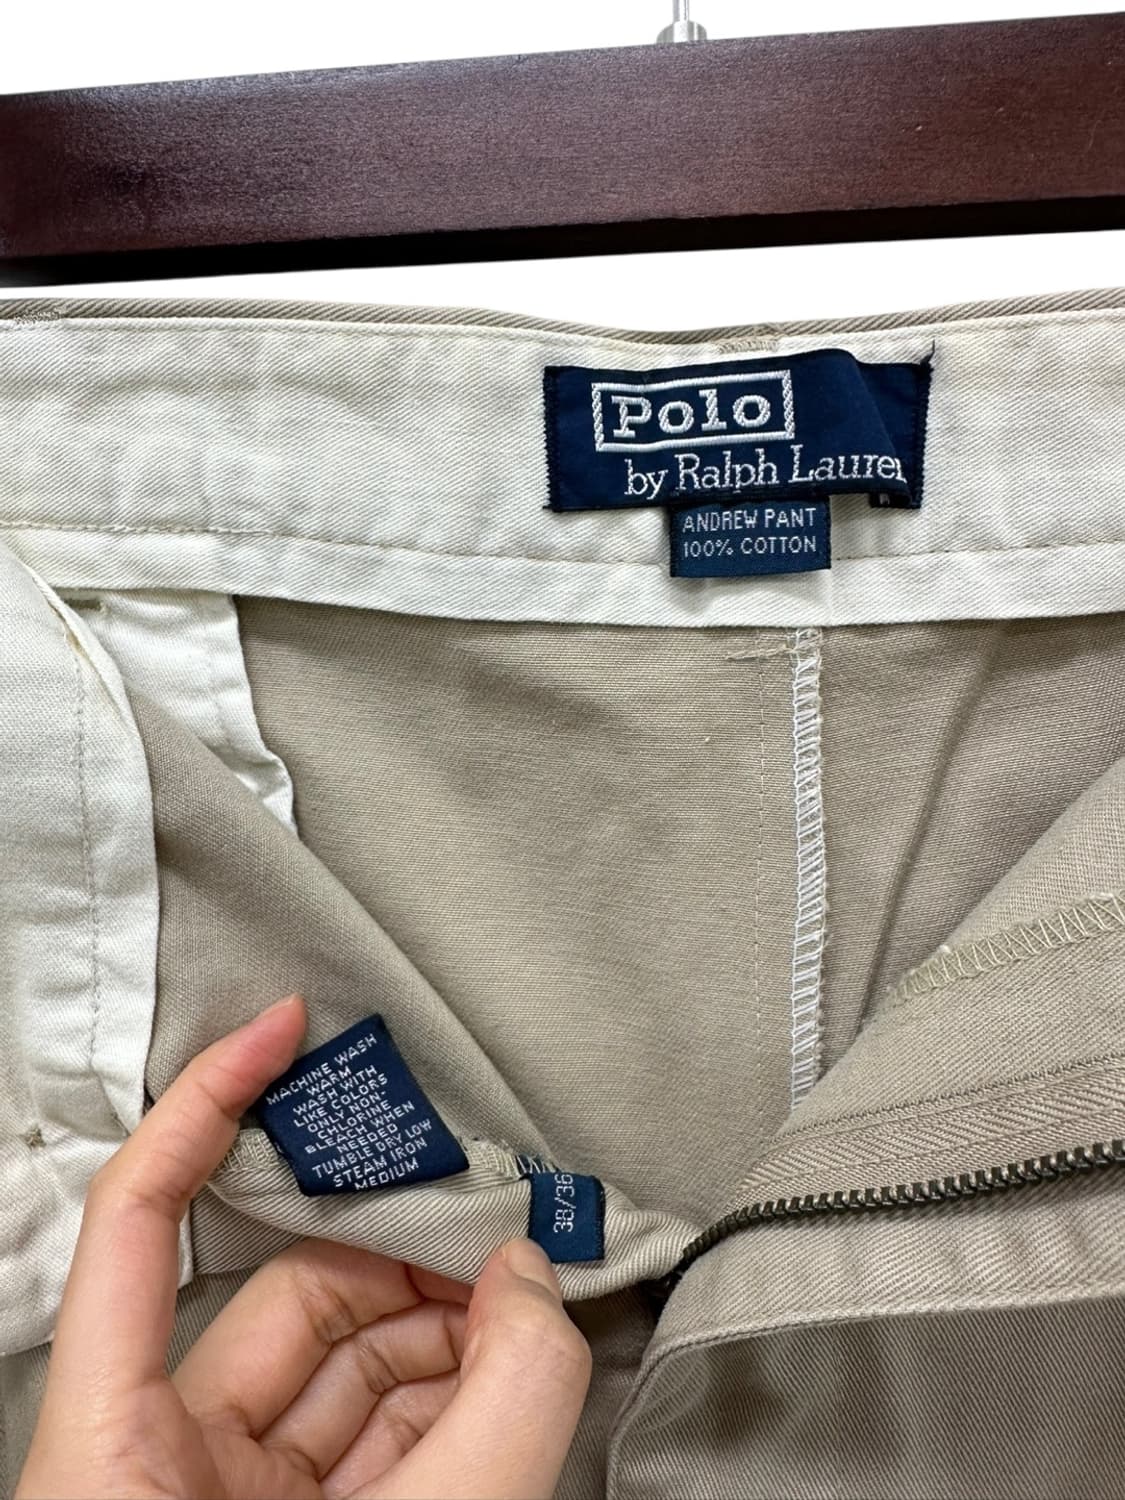 Polo
by Ralph Lauren
ANDREW PANT
100% COTTON
MACHINE WASH
WARM
WASH WITH
LIKE COLORS
ONLY NON-
CHLORINE
BLEACH WHEN
NEEDED
TUMBLE DRY LOW
STEAM IRON
MEDIUM
38/36